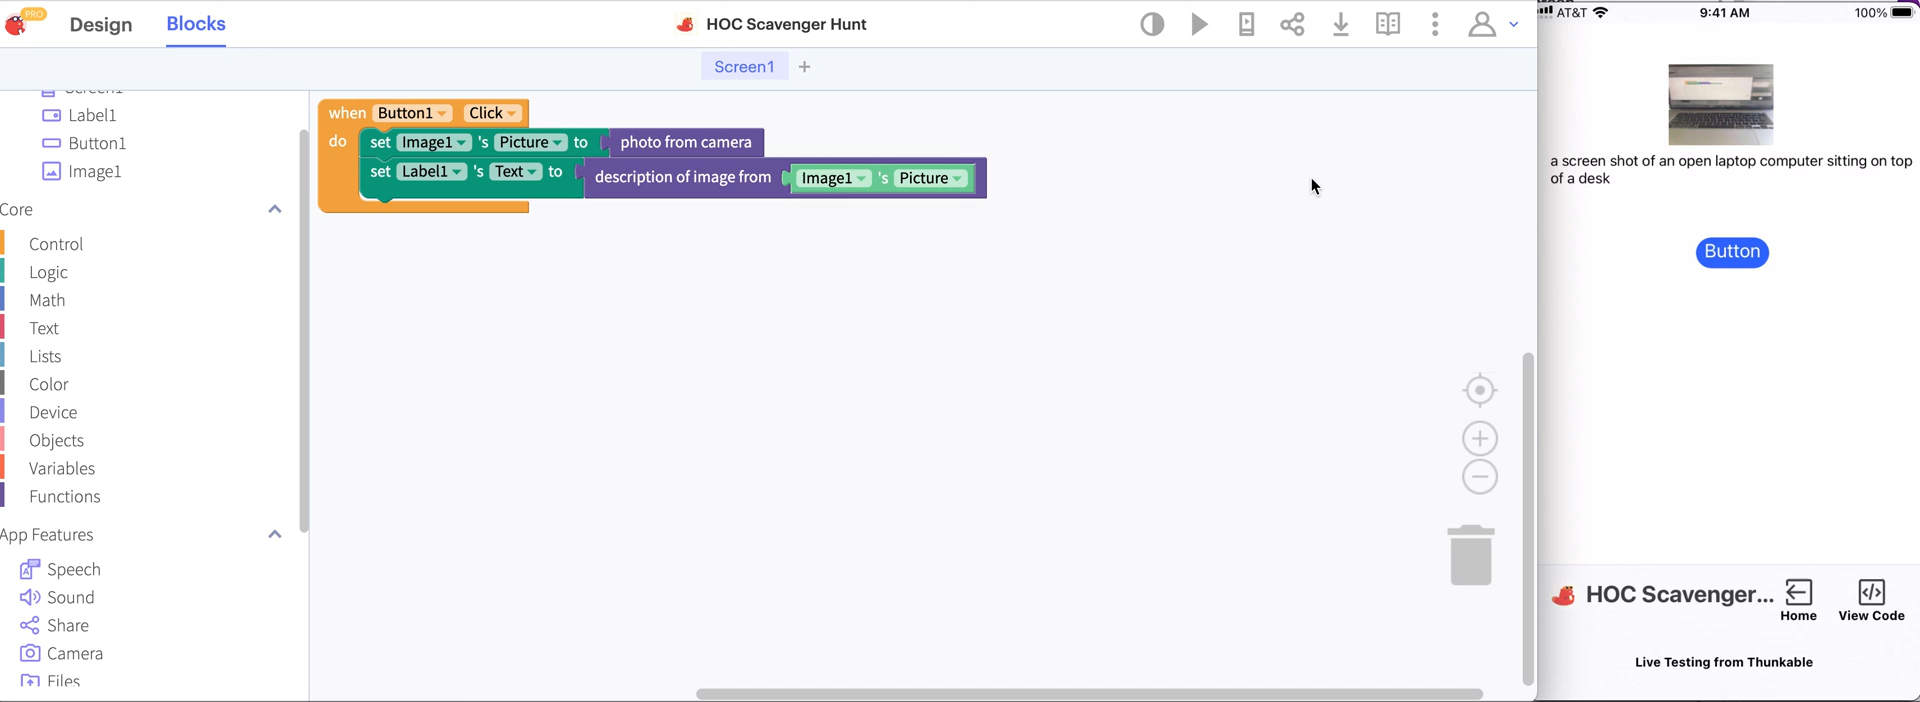 PRO
Design
Blocks
HOC Scavenger Hunt
Screen1
+
Screen1
Label1
Button1
Image1
Core
Control
Logic
Math
Text
Lists
Color
Device
Objects
Variables
Functions
App Features
Speech
Sound
Share
Camera
Files
when Button1 Click
do set Image1 's Picture to photo from camera
set Label1 's Text to description of image from Image1 's Picture
AT&T 9:41 AM 100%
a screen shot of an open laptop computer sitting on top
of a desk
Button
HOC Scavenger...
Home
View Code
Live Testing from Thunkable